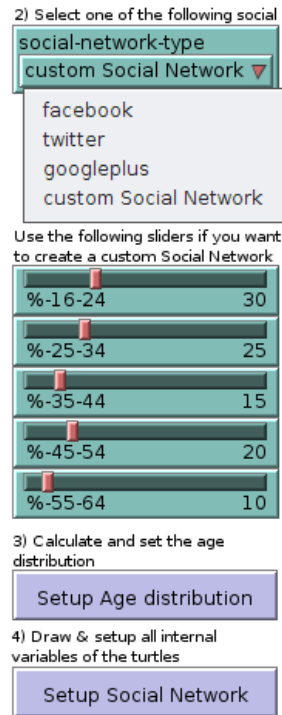 2) Select one of the following social
social-network-type
custom Social Network
facebook
twitter
googleplus
custom Social Network
Use the following sliders if you want
to create a custom Social Network
%-16-24 30
%-25-34 25
%-35-44 15
%-45-54 20
%-55-64 10
3) Calculate and set the age
distribution
Setup Age distribution
4) Draw & setup all internal
variables of the turtles
Setup Social Network